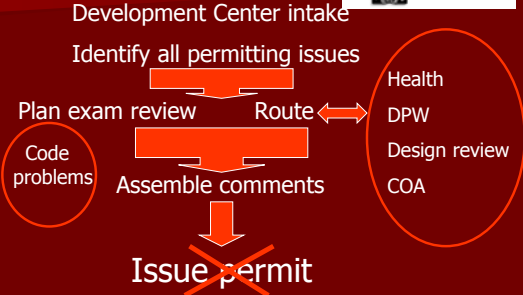 Development Center intake
Identify all permitting issues
Plan exam review
Route
Health
DPW
Design review
COA
Code
problems
Assemble comments
Issue permit